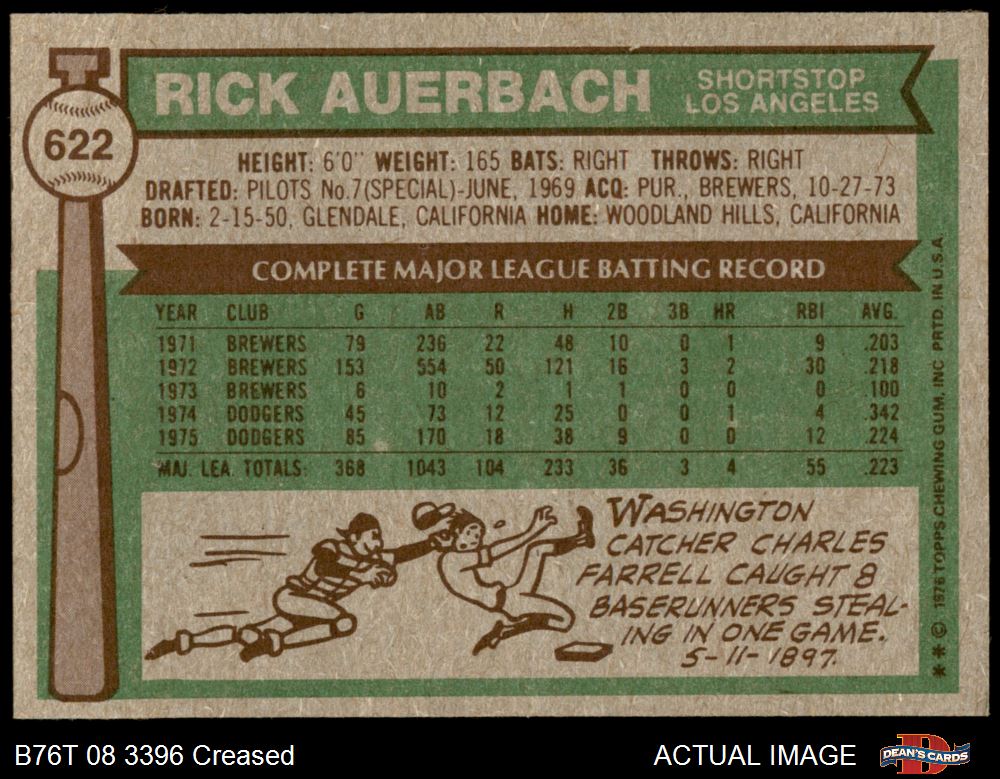 622
RICK AUERBACH
SHORTSTOP
LOS ANGELES
HEIGHT: 6'0" WEIGHT: 165 BATS: RIGHT THROWS: RIGHT
DRAFTED: PILOTS No.7(SPECIAL)-JUNE, 1969 ACQ: PUR., BREWERS, 10-27-73
BORN: 2-15-50, GLENDALE, CALIFORNIA HOME: WOODLAND HILLS, CALIFORNIA
COMPLETE MAJOR LEAGUE BATTING RECORD
YEAR CLUB G AB R H 2B 3B HR RBI AVG.
1971 BREWERS 79 236 22 48 10 0 1 9 .203
1972 BREWERS 153 554 50 121 16 3 2 30 .218
1973 BREWERS 6 10 2 1 1 0 0 0 .100
1974 DODGERS 45 73 12 25 0 0 1 4 .342
1975 DODGERS 85 170 18 38 9 0 0 12 .224
MAJ. LEA. TOTALS: 368 1043 104 233 36 3 4 55 .223
WASHINGTON
CATCHER CHARLES
FARRELL CAUGHT 8
BASERUNNERS STEAL-
ING IN ONE GAME.
5-11-1897.
** © 1976 TOPPS CHEWING GUM, INC PRTD. IN U.S.A.
B76T 08 3396 Creased
ACTUAL IMAGE
DEAN'S CARDS